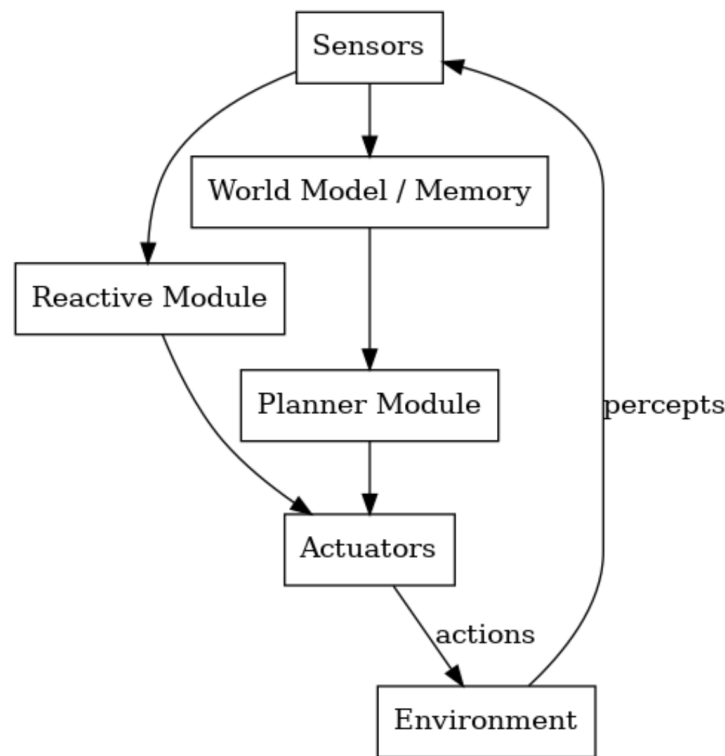 Sensors
World Model / Memory
Reactive Module
Planner Module
percepts
Actuators
actions
Environment